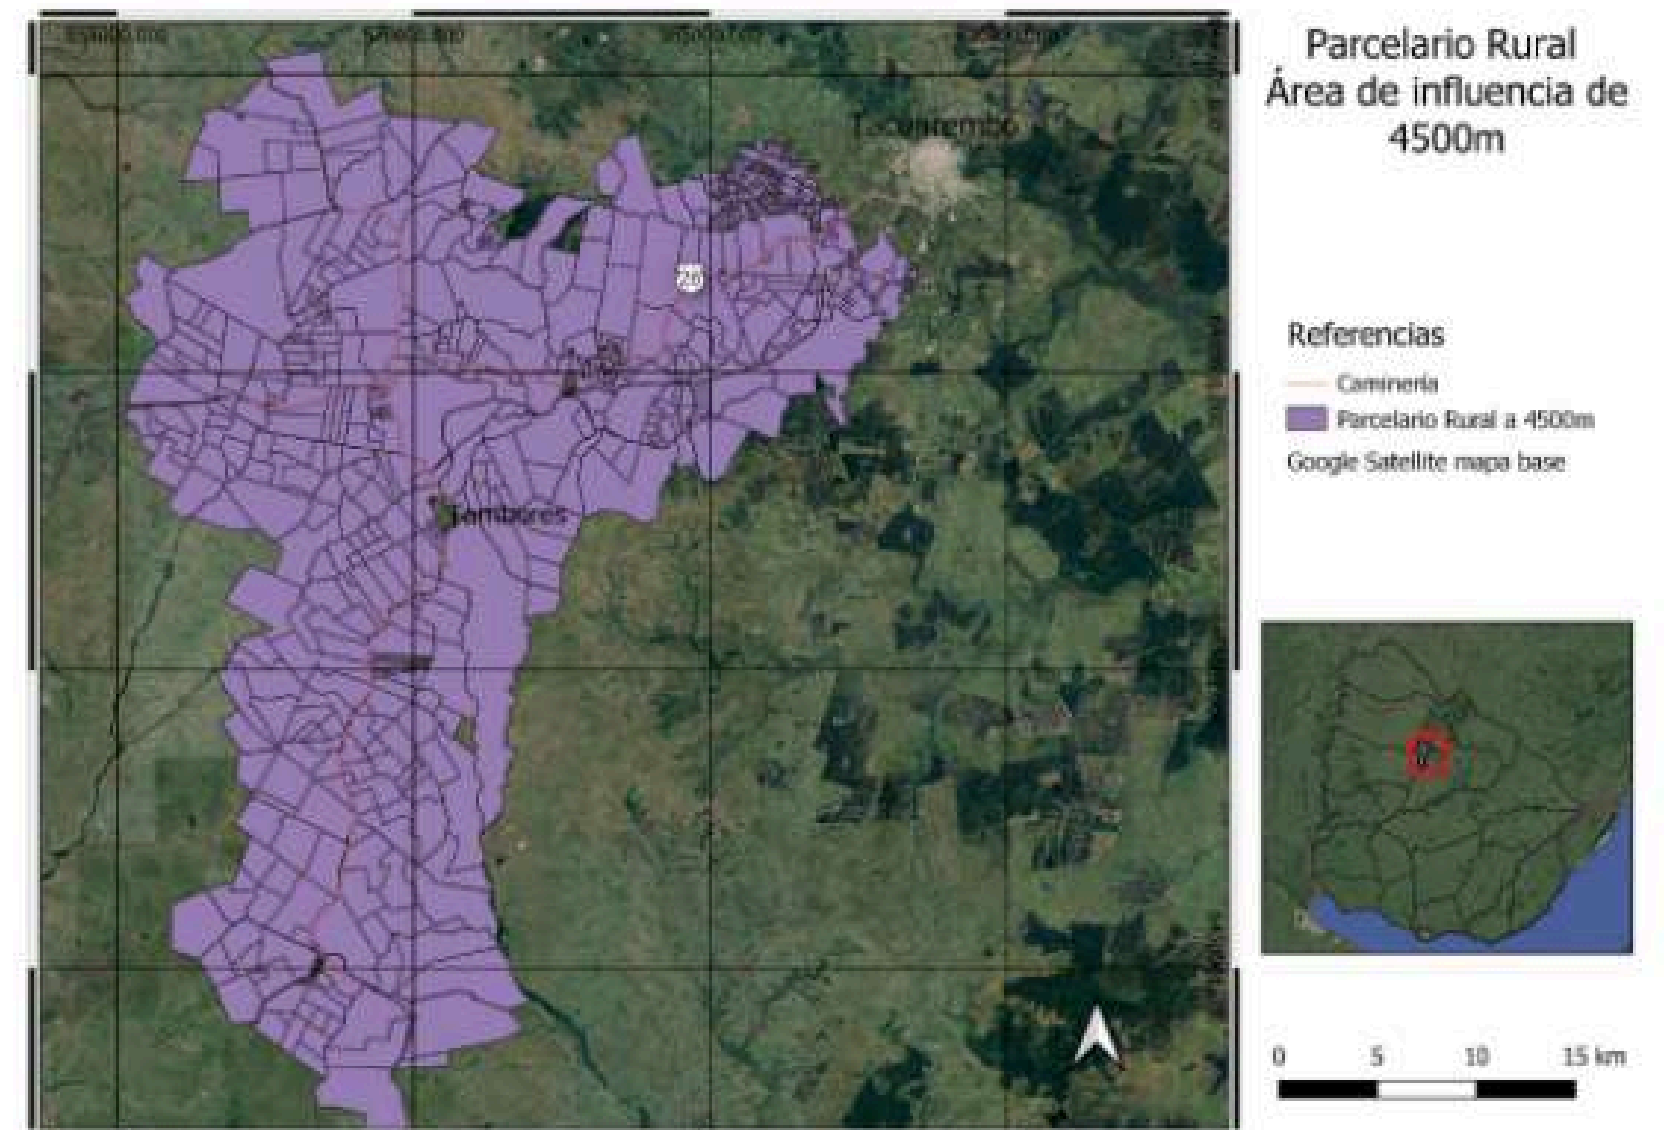 Parcelario Rural
Área de influencia de
4500m
Tacuarembo
26
Tambores
Referencias
Caminería
Parcelario Rural a 4500m
Google Satellite mapa base
0 5 10 15 km